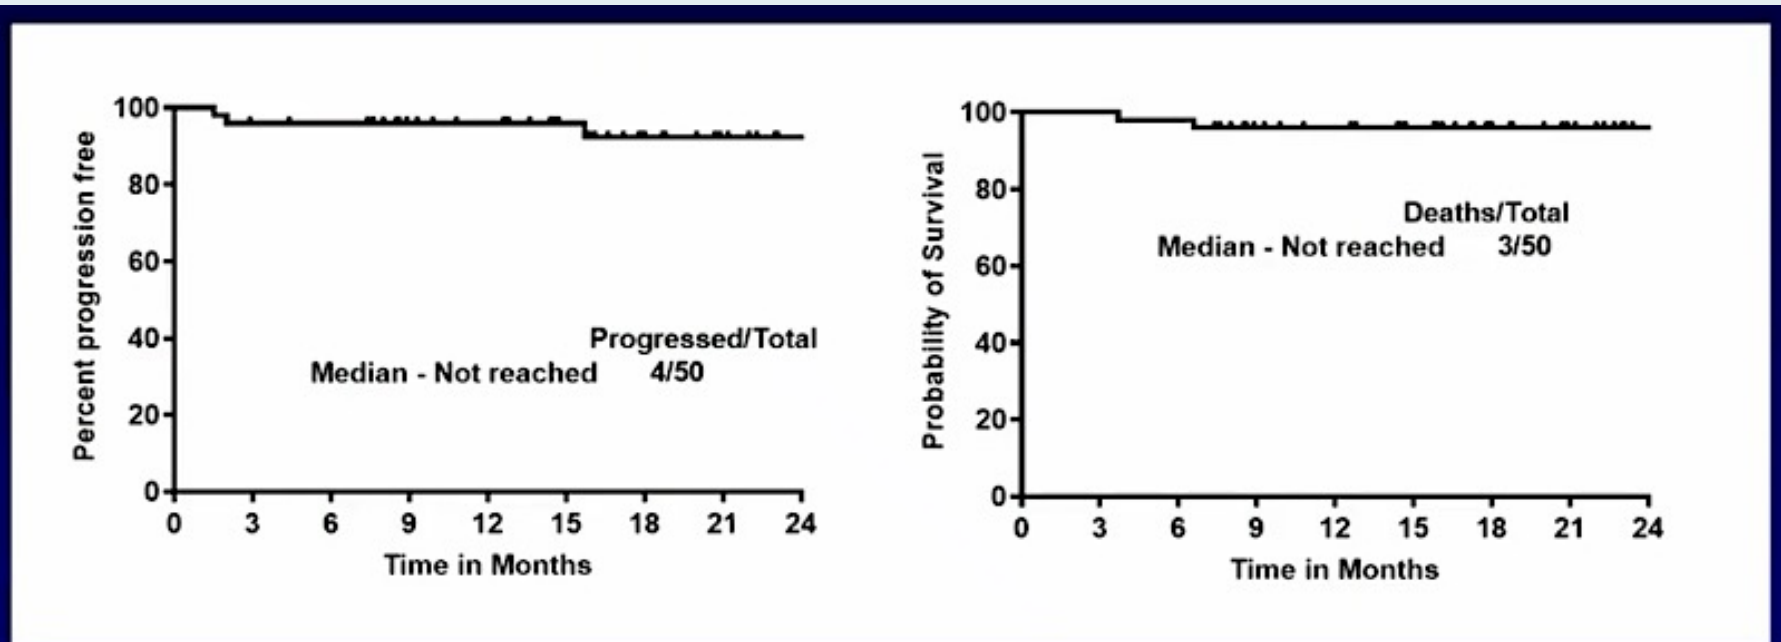 Percent progression free
100
80
60
40
20
0
0 3 6 9 12 15 18 21 24
Time in Months
Progressed/Total
Median - Not reached 4/50
Probability of Survival
100
80
60
40
20
0
0 3 6 9 12 15 18 21 24
Time in Months
Deaths/Total
Median - Not reached 3/50